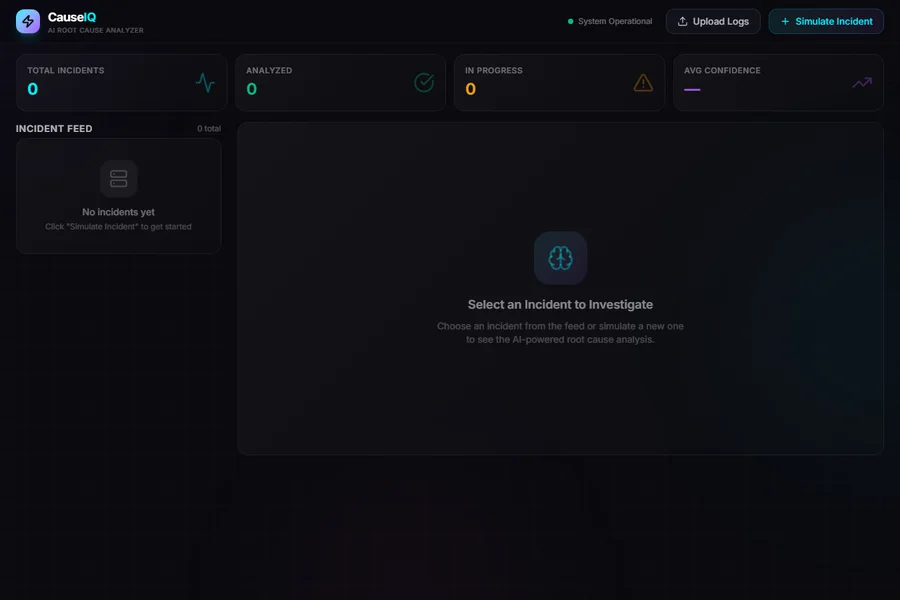 CauseIQ
AI ROOT CAUSE ANALYZER
System Operational
Upload Logs
Simulate Incident
TOTAL INCIDENTS
0
ANALYZED
0
IN PROGRESS
0
AVG CONFIDENCE
—
INCIDENT FEED
0 total
No incidents yet
Click "Simulate Incident" to get started
Select an Incident to Investigate
Choose an incident from the feed or simulate a new one
to see the AI-powered root cause analysis.